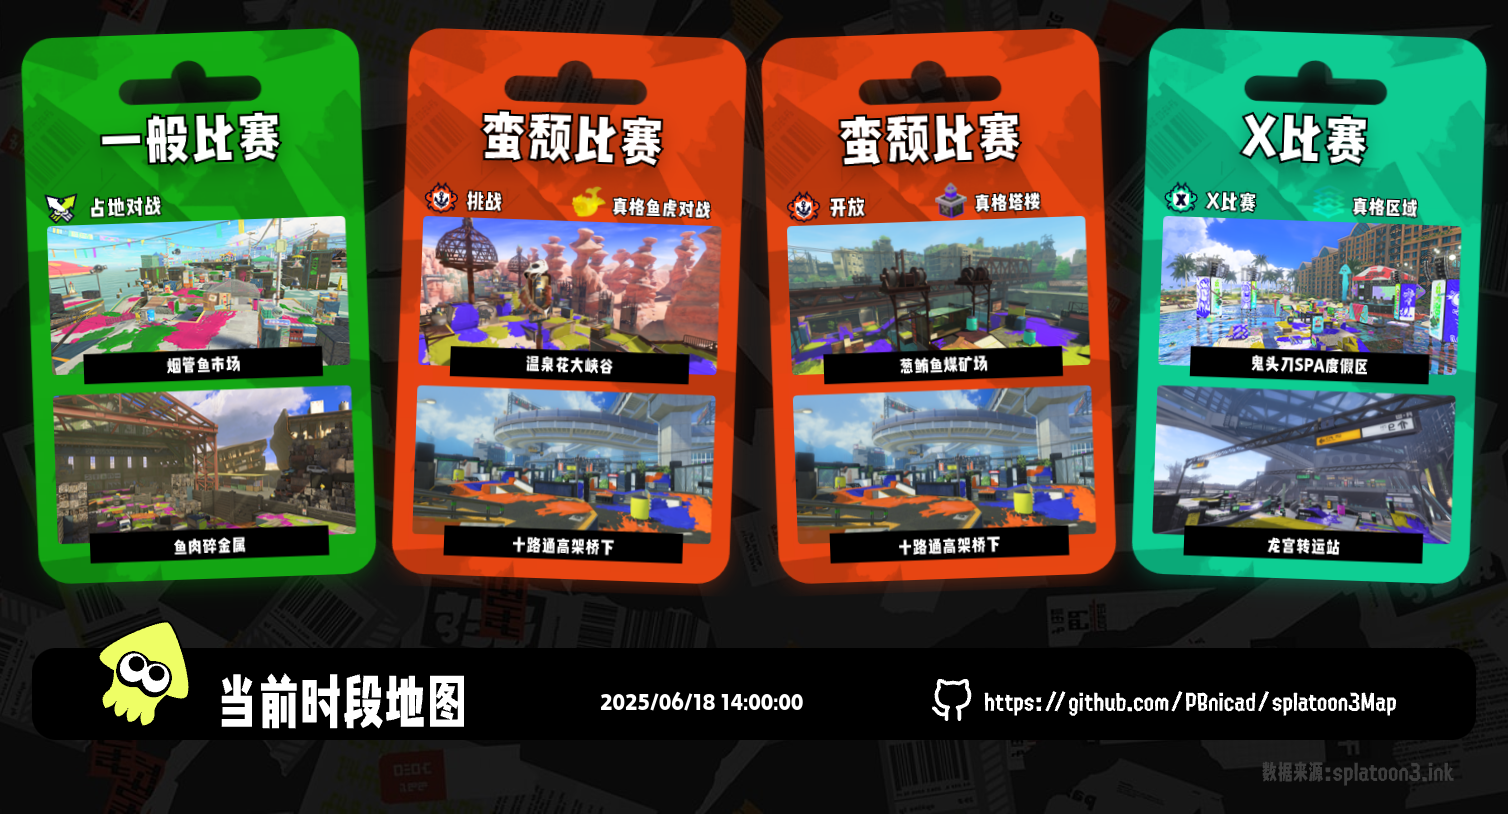 一般比赛
占地对战
烟管鱼市场
鱼肉碎金属
蛮颓比赛
挑战
真格鱼虎对战
温泉花大峡谷
十路通高架桥下
蛮颓比赛
开放
真格塔楼
葱鲔鱼煤矿场
十路通高架桥下
X比赛
X比赛
真格区域
鬼头刀SPA度假区
龙宫转运站
当前时段地图
2025/06/18 14:00:00
https://github.com/PBnicad/splatoon3Map
数据来源:splatoon3.ink